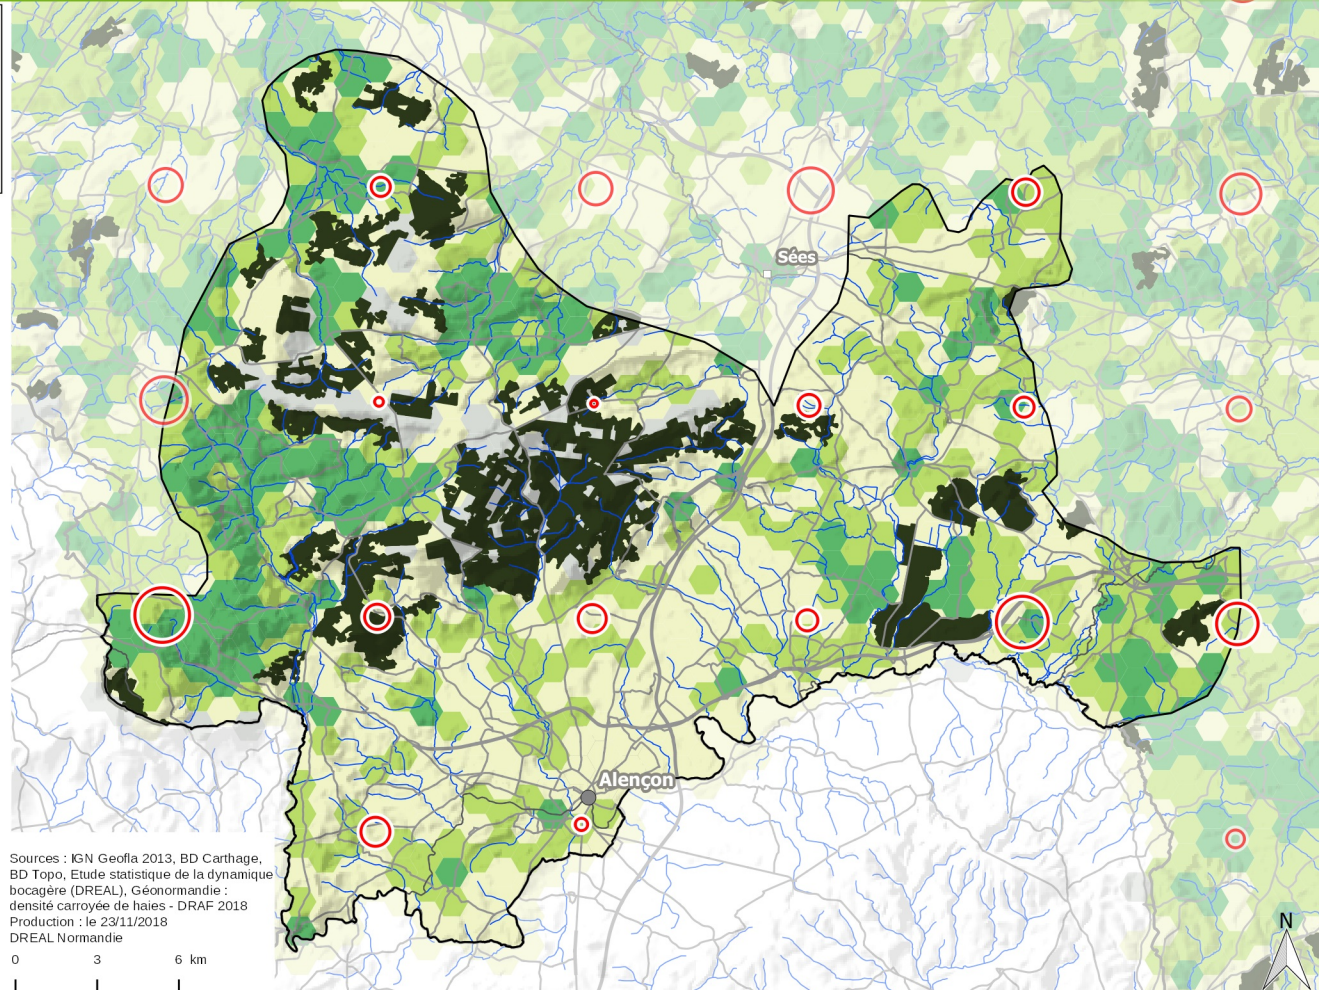 Sées
Alençon
Sources : IGN Geofla 2013, BD Carthage,
BD Topo, Etude statistique de la dynamique
bocagère (DREAL), Géonormandie :
densité carroyée de haies - DRAF 2018
Production : le 23/11/2018
DREAL Normandie
0 3 6 km
N